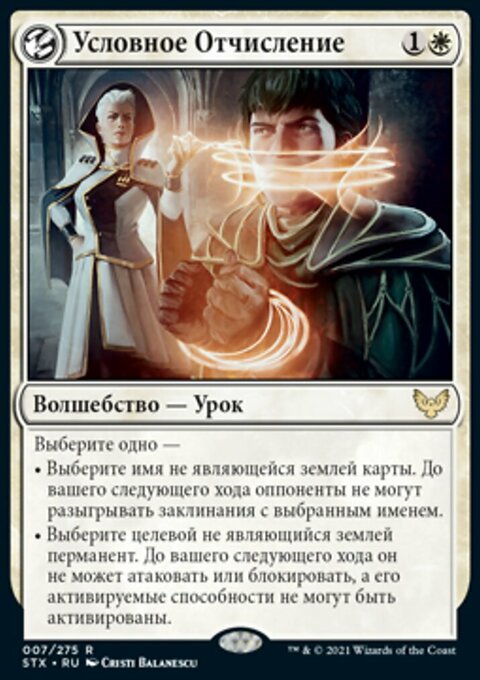 Условное Отчисление 1
Волшебство — Урок
Выберите одно —
• Выберите имя не являющейся землей карты. До
вашего следующего хода оппоненты не могут
разыгрывать заклинания с выбранным именем.
• Выберите целевой не являющийся землей
перманент. До вашего следующего хода он
не может атаковать или блокировать, а его
активируемые способности не могут быть
активированы.
007/275 R
STX • RU Cristi Balanescu
™ & © 2021 Wizards of the Coast